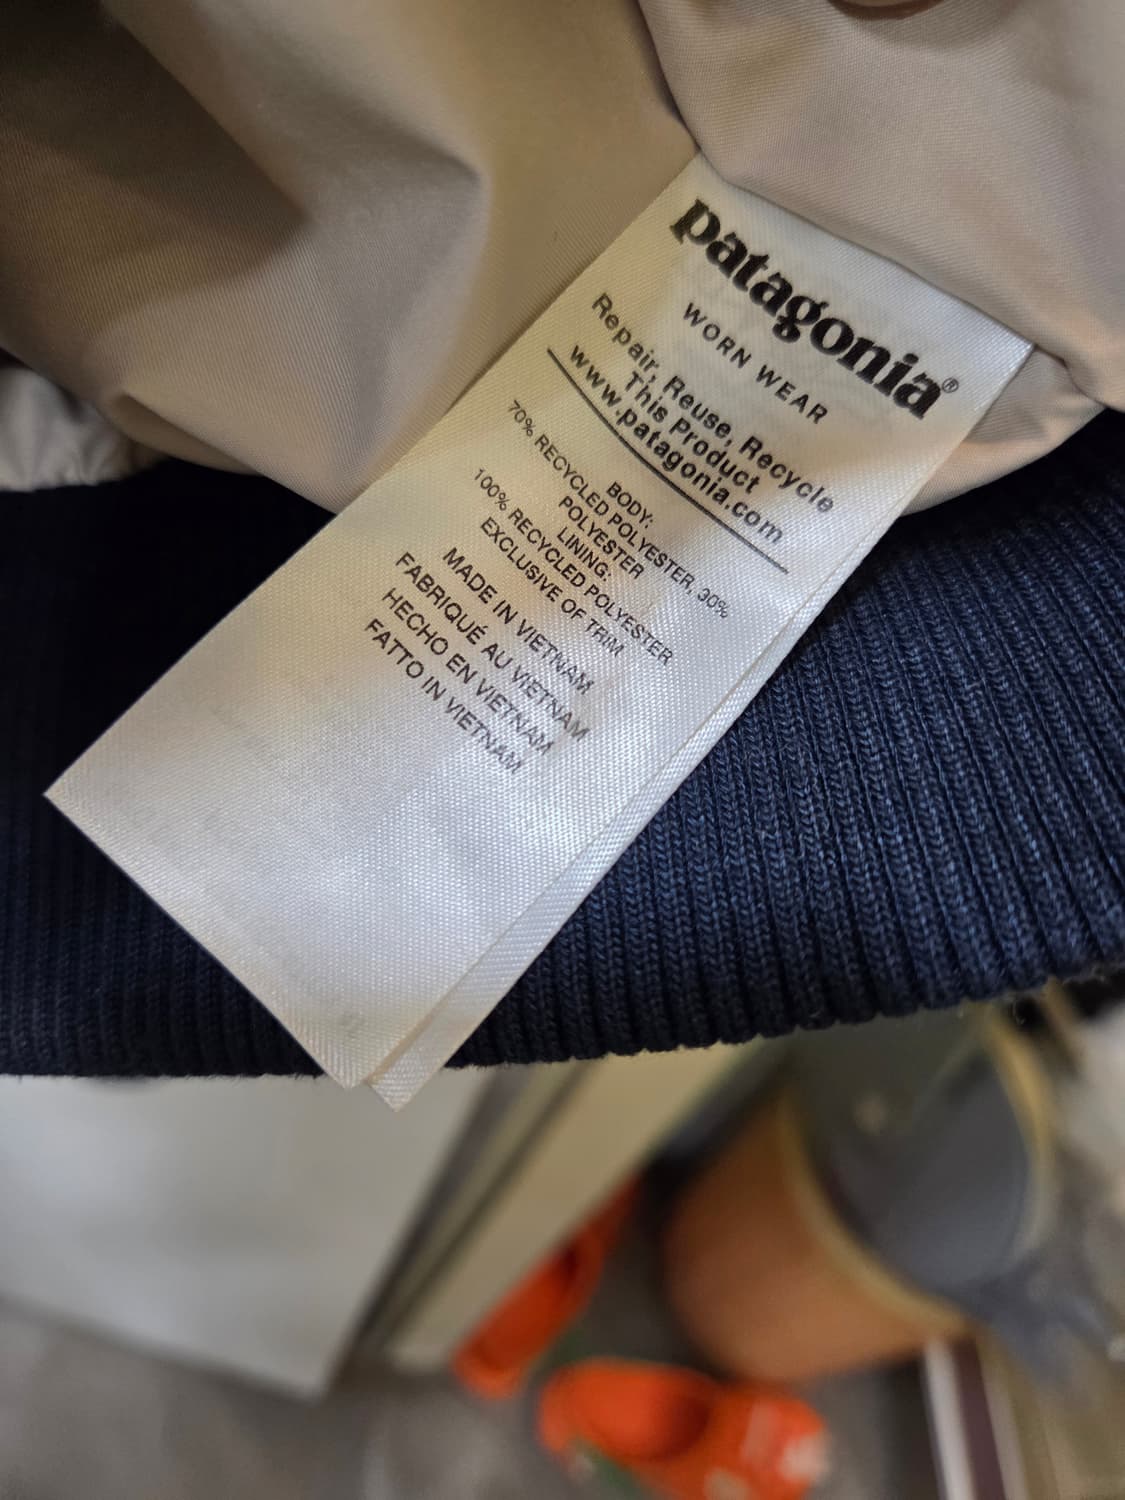 patagonia®
WORN WEAR
Repair, Reuse, Recycle
This Product
www.patagonia.com
BODY:
70% RECYCLED POLYESTER, 30%
POLYESTER
LINING:
100% RECYCLED POLYESTER
EXCLUSIVE OF TRIM
MADE IN VIETNAM
FABRIQUÉ AU VIETNAM
HECHO EN VIETNAM
FATTO IN VIETNAM